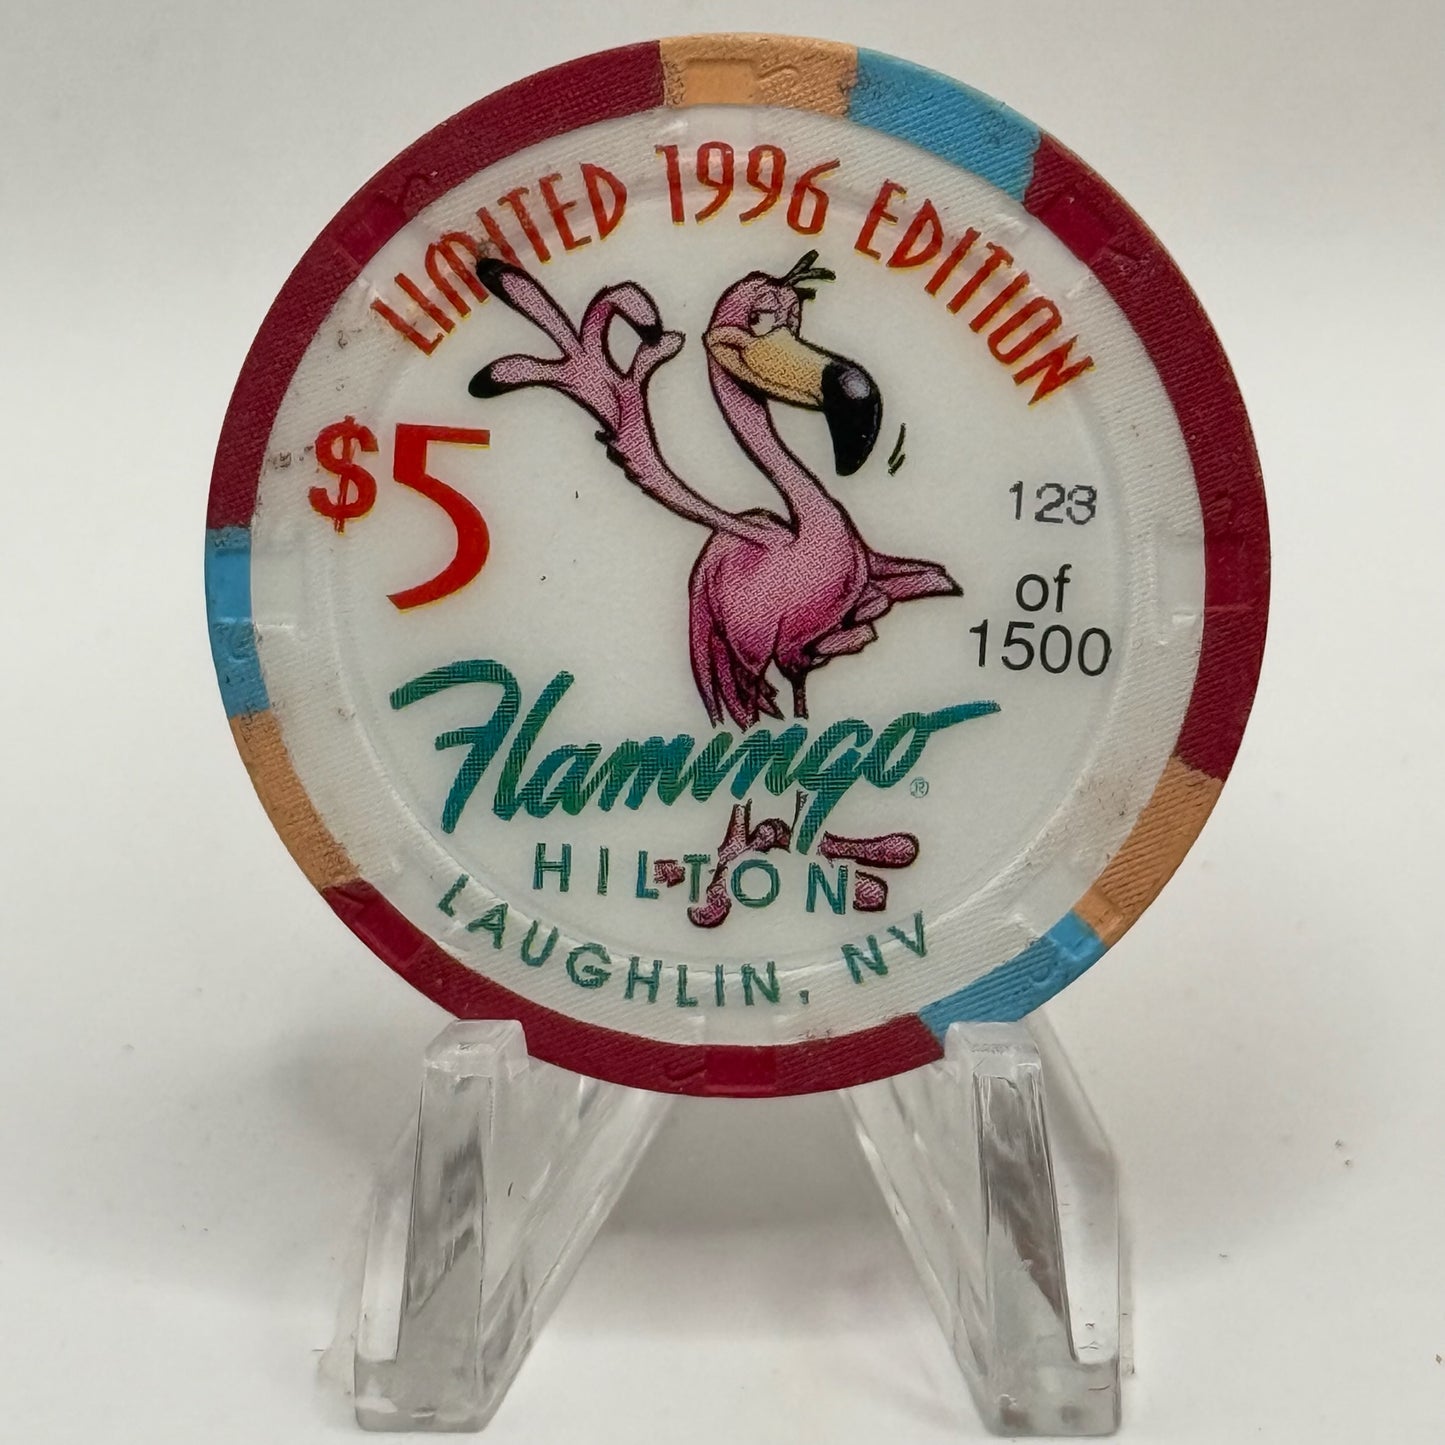 LIMITED 1996 EDITION
$5
123
of
1500
Flamingo®
HILTON
LAUGHLIN, NV